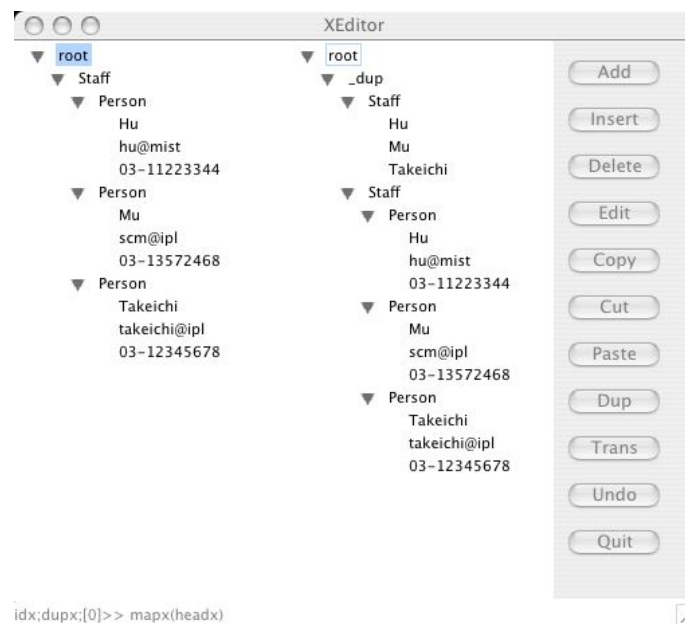 XEditor
root
Staff
Person
Hu
hu@mist
03-11223344
Person
Mu
scm@ipl
03-13572468
Person
Takeichi
takeichi@ipl
03-12345678
root
_dup
Staff
Hu
Mu
Takeichi
Staff
Person
Hu
hu@mist
03-11223344
Person
Mu
scm@ipl
03-13572468
Person
Takeichi
takeichi@ipl
03-12345678
Add
Insert
Delete
Edit
Copy
Cut
Paste
Dup
Trans
Undo
Quit
idx;dupx;[0]>> mapx(headx)